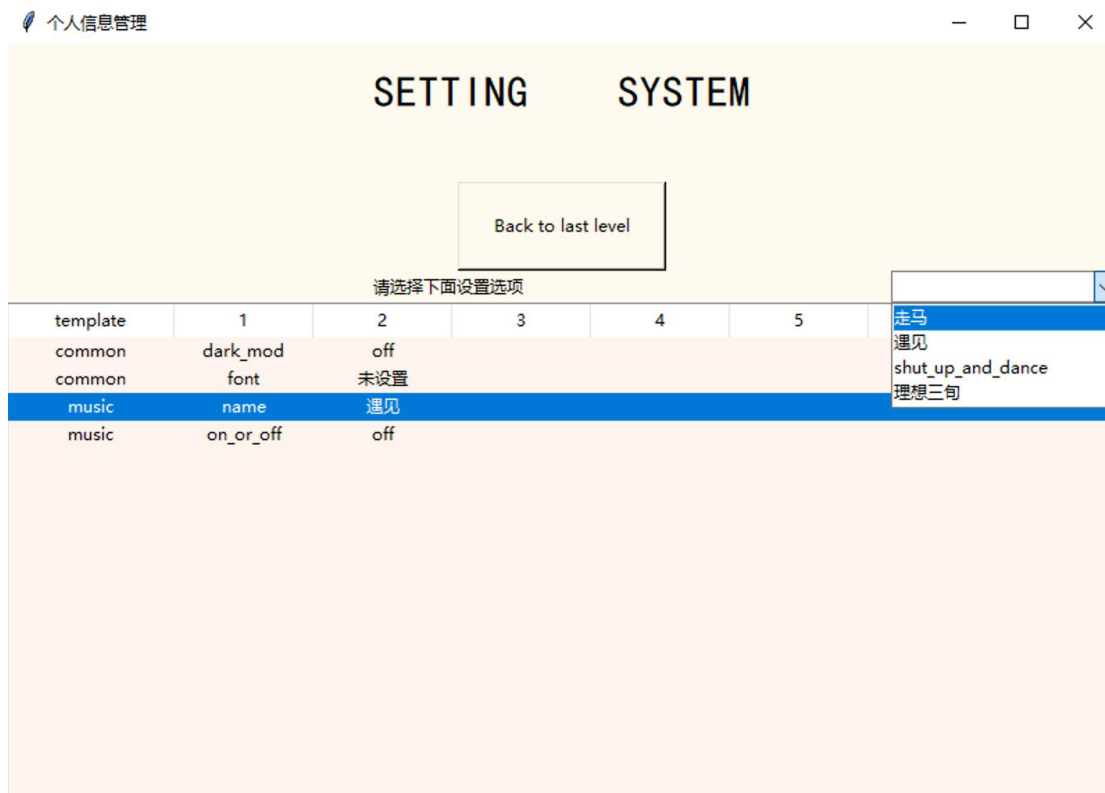 个人信息管理
SETTING SYSTEM
Back to last level
请选择下面设置选项
template 1 2 3 4 5
走马
common dark_mod off
遇见
common font 未设置
shut_up_and_dance
music name 遇见
理想三旬
music on_or_off off